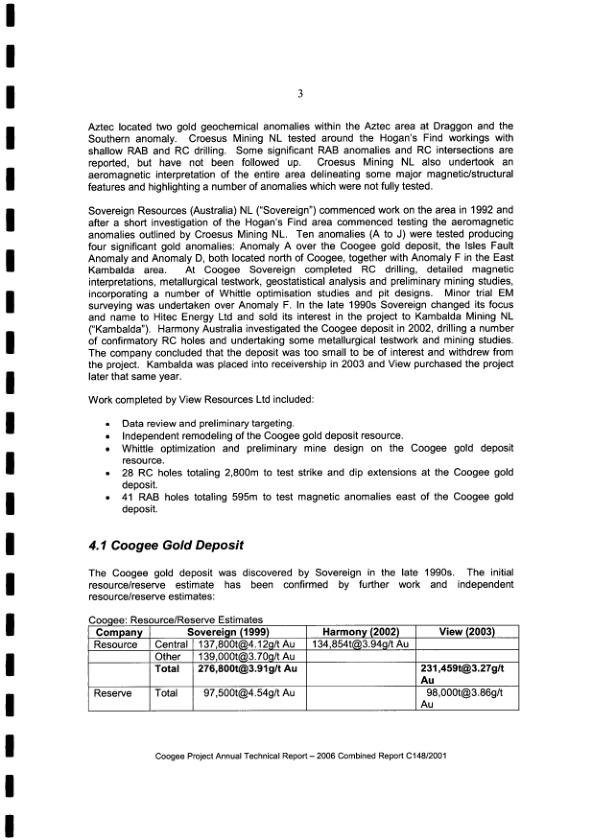 3
Aztec located two gold geochemical anomalies within the Aztec area at Draggon and the
Southern anomaly. Croesus Mining NL tested around the Hogan's Find workings with
shallow RAB and RC drilling. Some significant RAB anomalies and RC intersections are
reported, but have not been followed up. Croesus Mining NL also undertook an
aeromagnetic interpretation of the entire area delineating some major magnetic/structural
features and highlighting a number of anomalies which were not fully tested.
Sovereign Resources (Australia) NL ("Sovereign") commenced work on the area in 1992 and
after a short investigation of the Hogan's Find area commenced testing the aeromagnetic
anomalies outlined by Croesus Mining NL. Ten anomalies (A to J) were tested producing
four significant gold anomalies: Anomaly A over the Coogee gold deposit, the Isles Fault
Anomaly and Anomaly D, both located north of Coogee, together with Anomaly F in the East
Kambalda area. At Coogee Sovereign completed RC drilling, detailed magnetic
interpretations, metallurgical testwork, geostatistical analysis and preliminary mining studies,
incorporating a number of Whittle optimisation studies and pit designs. Minor trial EM
surveying was undertaken over Anomaly F. In the late 1990s Sovereign changed its focus
and name to Hitec Energy Ltd and sold its interest in the project to Kambalda Mining NL
("Kambalda"). Harmony Australia investigated the Coogee deposit in 2002, drilling a number
of confirmatory RC holes and undertaking some metallurgical testwork and mining studies.
The company concluded that the deposit was too small to be of interest and withdrew from
the project. Kambalda was placed into receivership in 2003 and View purchased the project
later that same year.
Work completed by View Resources Ltd included:
• Data review and preliminary targeting.
• Independent remodeling of the Coogee gold deposit resource.
• Whittle optimization and preliminary mine design on the Coogee gold deposit
resource.
• 28 RC holes totaling 2,800m to test strike and dip extensions at the Coogee gold
deposit.
• 41 RAB holes totaling 595m to test magnetic anomalies east of the Coogee gold
deposit.
4.1 Coogee Gold Deposit
The Coogee gold deposit was discovered by Sovereign in the late 1990s. The initial
resource/reserve estimate has been confirmed by further work and independent
resource/reserve estimates:
Coogee: Resource/Reserve Estimates
Company Sovereign (1999) Harmony (2002) View (2003)
Resource Central 137,800t@4.12g/t Au 134,854t@3.94g/t Au
Other 139,000t@3.70g/t Au
Total 276,800t@3.91g/t Au 231,459t@3.27g/t
Au
Reserve Total 97,500t@4.54g/t Au 98,000t@3.86g/t
Au
Coogee Project Annual Technical Report – 2006 Combined Report C148/2001